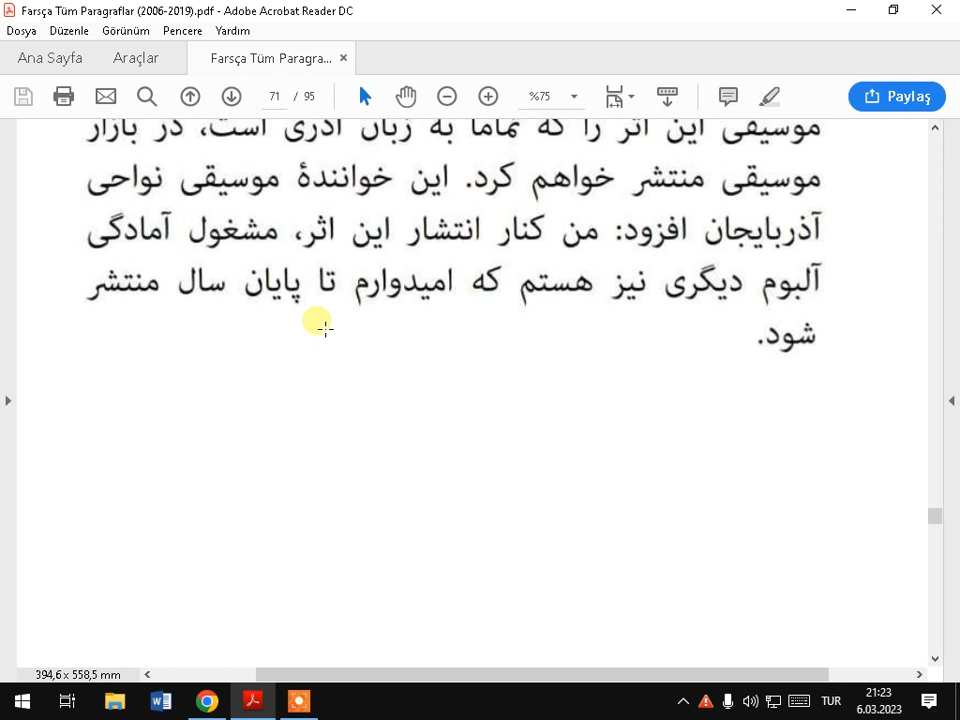 Farsça Tüm Paragraflar (2006-2019).pdf - Adobe Acrobat Reader DC
Dosya Düzenle Görünüm Pencere Yardım
Ana Sayfa Araçlar Farsça Tüm Paragra...
71 / 95 %75 Paylaş
موسیقی این اثر را که تماما به زبان آذری است، در بازار
موسیقی منتشر خواهم کرد. این خوانندهٔ موسیقی نواحی
آذربایجان افزود: من کنار انتشار این اثر، مشغول آمادگی
آلبوم دیگری نیز هستم که امیدوارم تا پایان سال منتشر
شود.
394,6 x 558,5 mm
TUR 21:23
6.03.2023